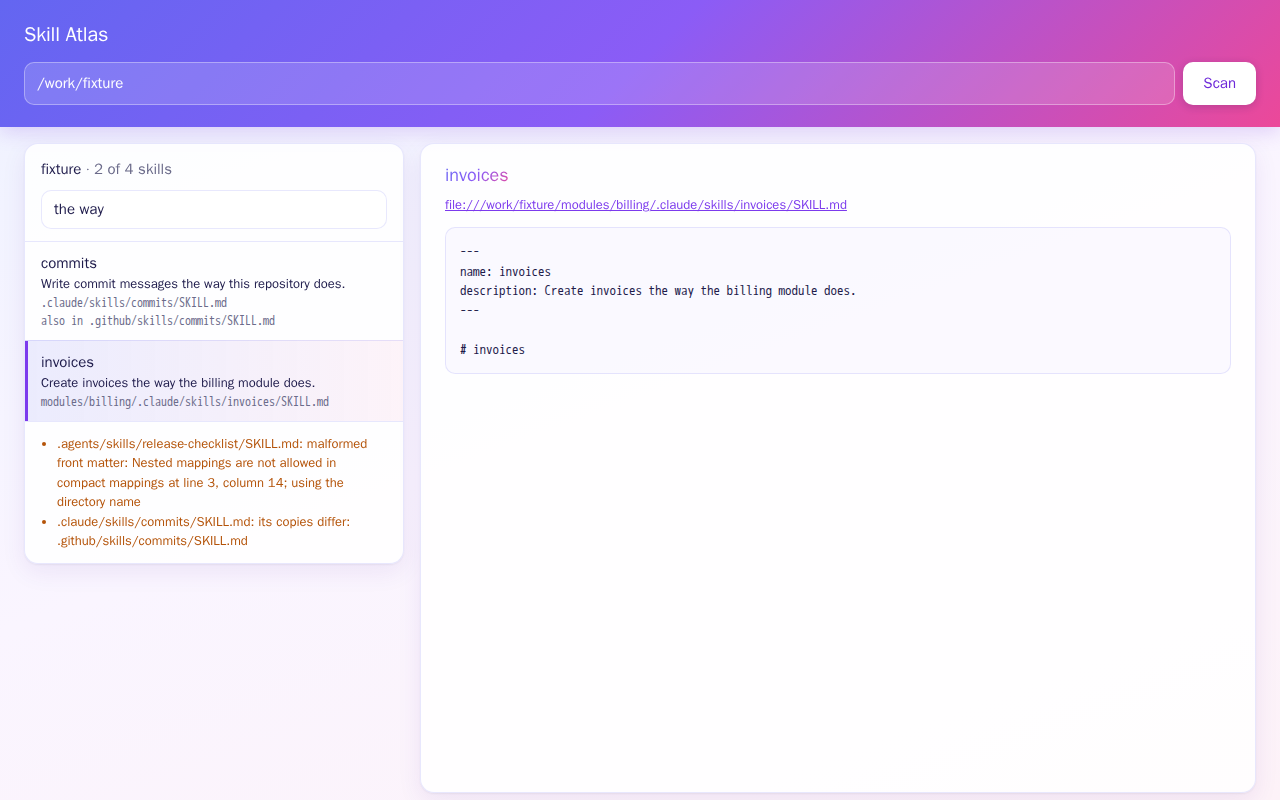 Skill Atlas
/work/fixture
Scan
fixture · 2 of 4 skills
the way
commits
Write commit messages the way this repository does.
.claude/skills/commits/SKILL.md
also in .github/skills/commits/SKILL.md
invoices
Create invoices the way the billing module does.
modules/billing/.claude/skills/invoices/SKILL.md
• .agents/skills/release-checklist/SKILL.md: malformed
front matter: Nested mappings are not allowed in
compact mappings at line 3, column 14; using the
directory name
• .claude/skills/commits/SKILL.md: its copies differ:
.github/skills/commits/SKILL.md
invoices
file:///work/fixture/modules/billing/.claude/skills/invoices/SKILL.md
---
name: invoices
description: Create invoices the way the billing module does.
---
# invoices